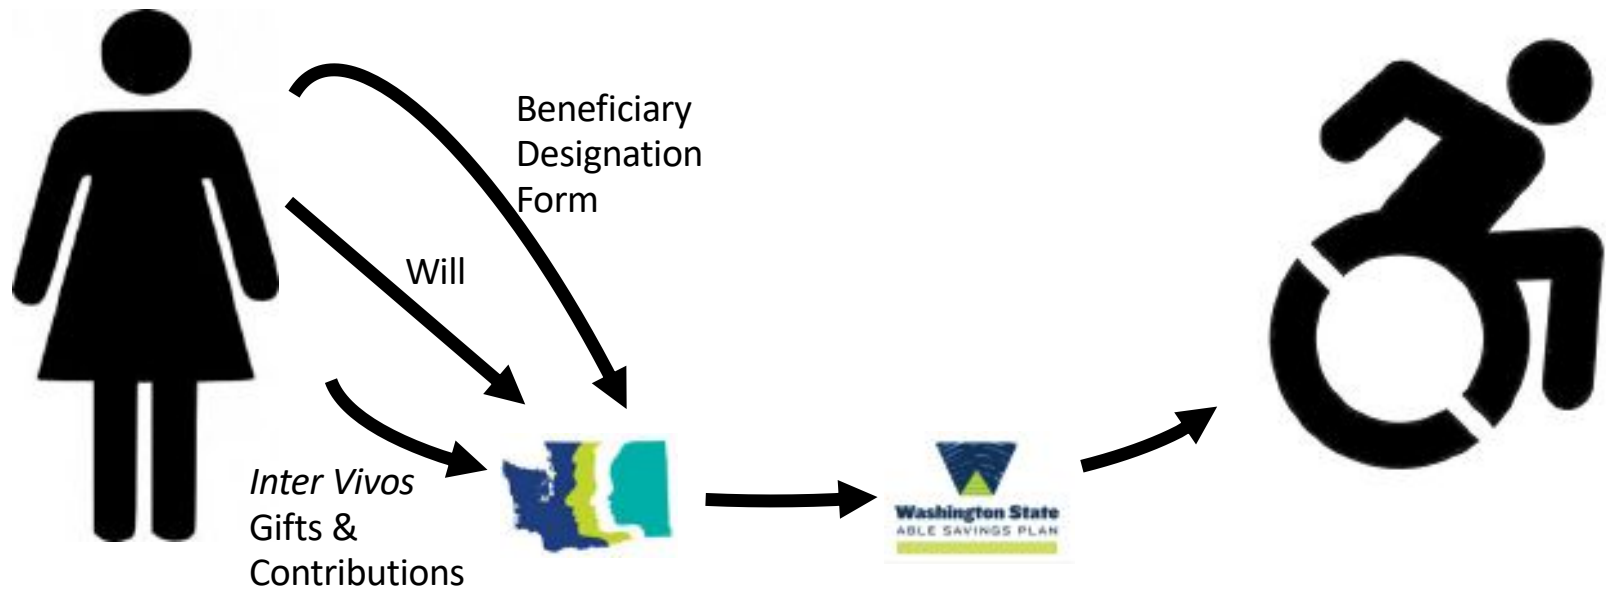 Beneficiary
Designation
Form
Will
Inter Vivos
Gifts &
Contributions
Washington State
ABLE SAVINGS PLAN